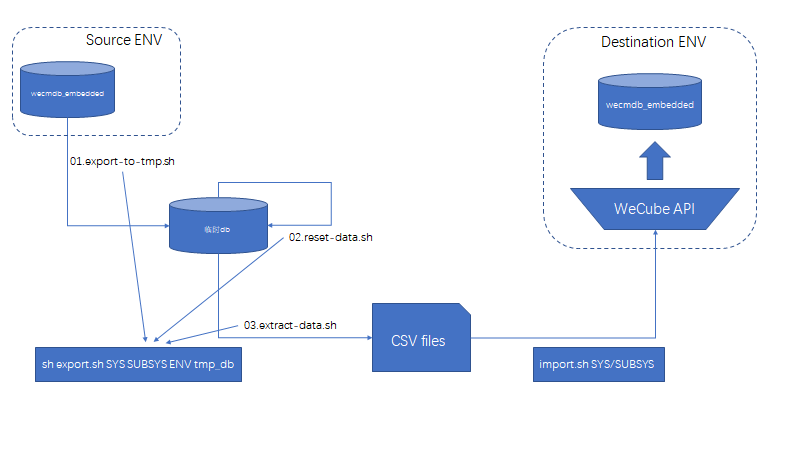 Source ENV
Destination ENV
wecmdb_embedded
wecmdb_embedded
01.export-to-tmp.sh
WeCube API
临时db
02.reset-data.sh
03.extract-data.sh
CSV files
sh export.sh SYS SUBSYS ENV tmp_db
import.sh SYS/SUBSYS